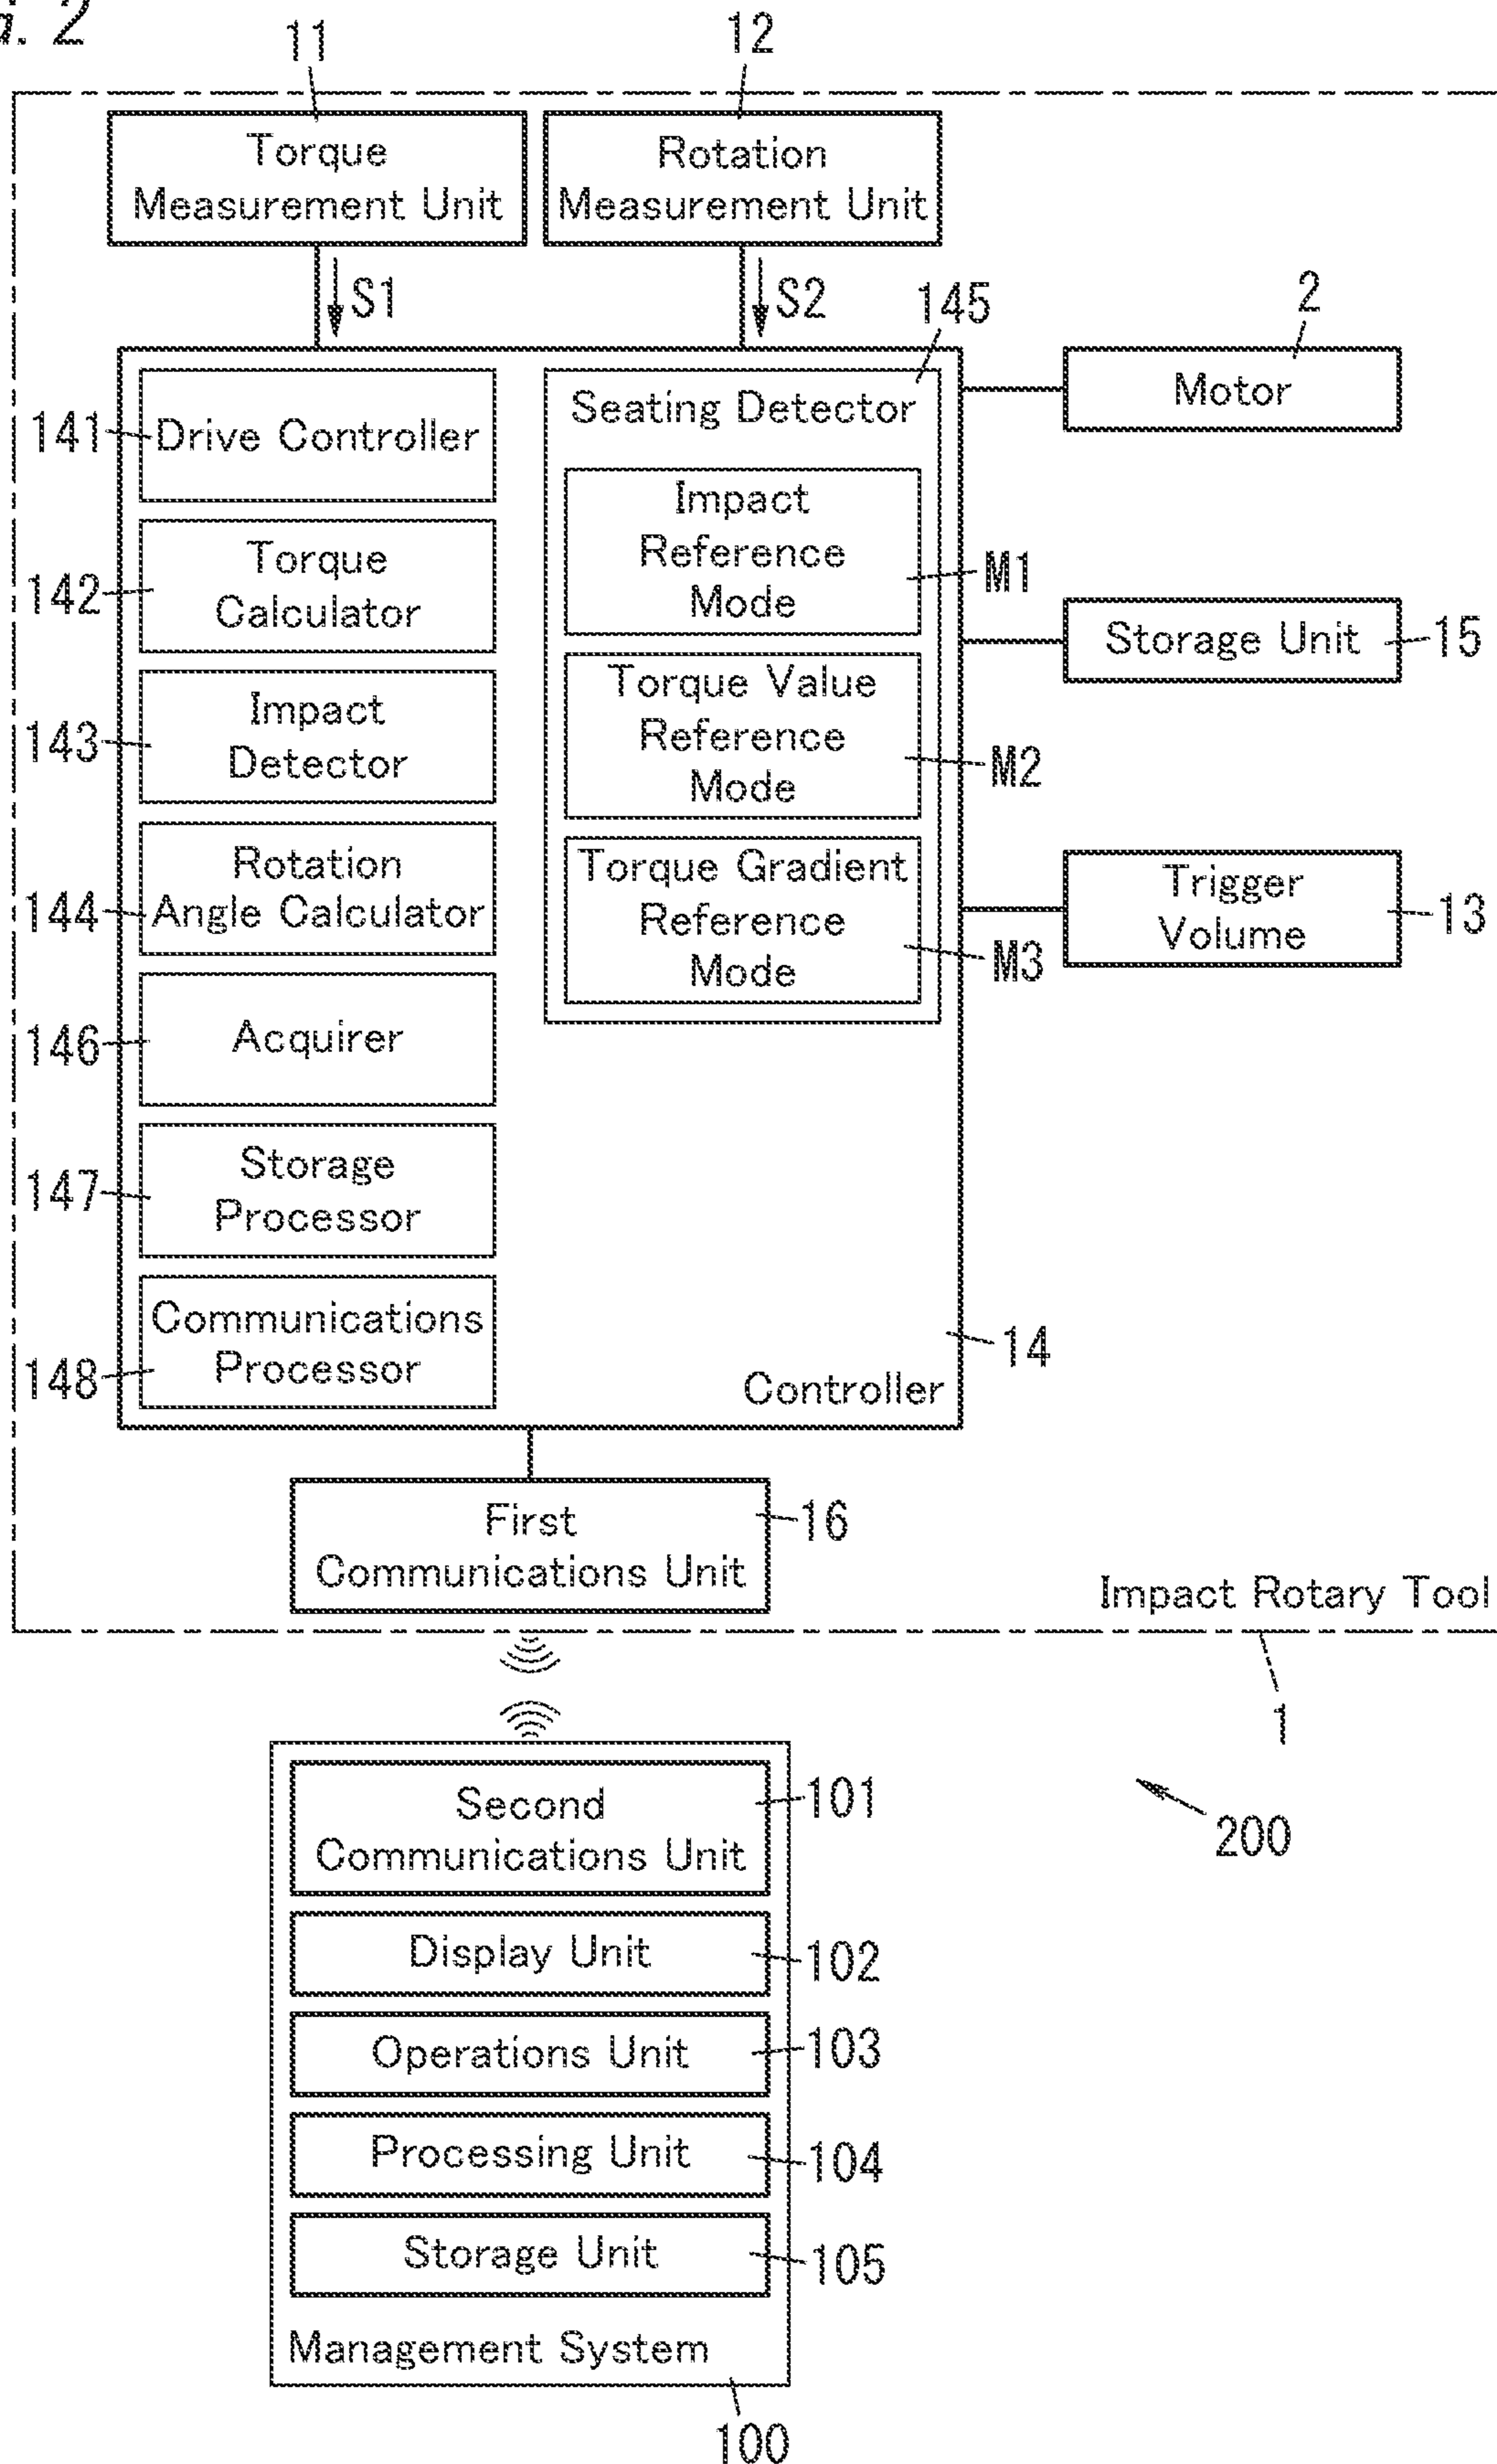 2
11
12
Torque
Measurement Unit
Rotation
Measurement Unit
S1
S2
145
2
Motor
141
Drive Controller
Seating Detector
Impact
Reference
Mode
M1
142
Torque
Calculator
Storage Unit
15
143
Impact
Detector
Torque Value
Reference
Mode
M2
144
Rotation
Angle Calculator
Torque Gradient
Reference
Mode
M3
Trigger
Volume
13
146
Acquirer
147
Storage
Processor
148
Communications
Processor
14
Controller
First
Communications Unit
16
Impact Rotary Tool
1
200
Second
Communications Unit
101
Display Unit
102
Operations Unit
103
Processing Unit
104
Storage Unit
105
Management System
100